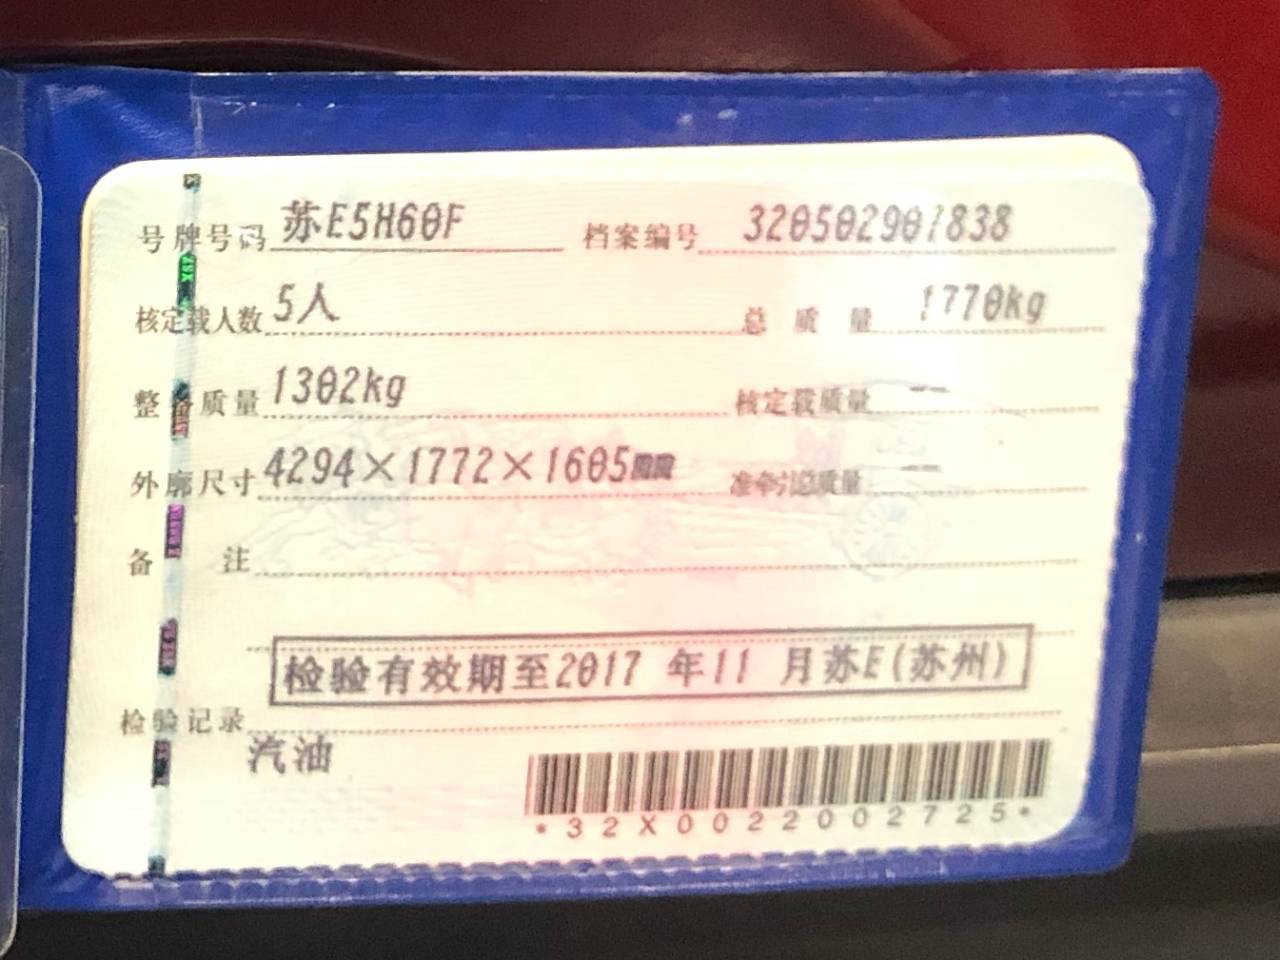 号牌号码 苏E5H60F 档案编号 320502907838
核定载人数 5人 总质量 1770kg
整备质量 1302kg 核定载质量 --
外廓尺寸 4294×1772×1605mm 准牵引总质量 --
备注
检验有效期至2017 年11 月苏E(苏州)
检验记录
汽油
*32X0022002725*